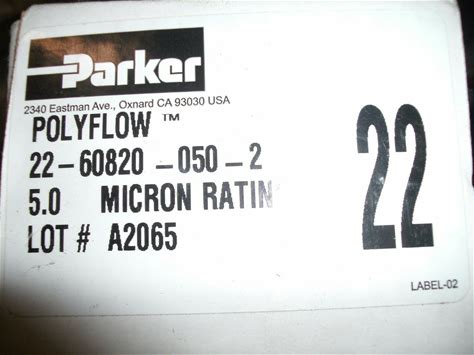 Parker
2340 Eastman Ave., Oxnard CA 93030 USA
POLYFLOW ™
22-60820-050-2
5.0 MICRON RATIN
LOT # A2065
22
LABEL-02